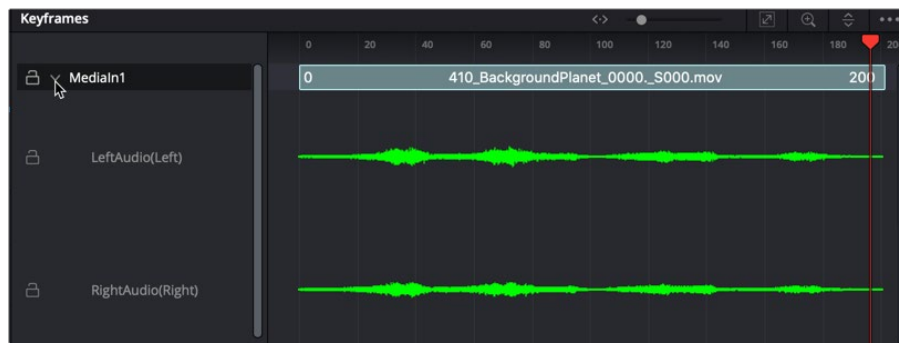 Keyframes
0 20 40 60 80 100 120 140 160 180 20
MediaIn1
0 410_BackgroundPlanet_0000._S000.mov 200
LeftAudio(Left)
RightAudio(Right)